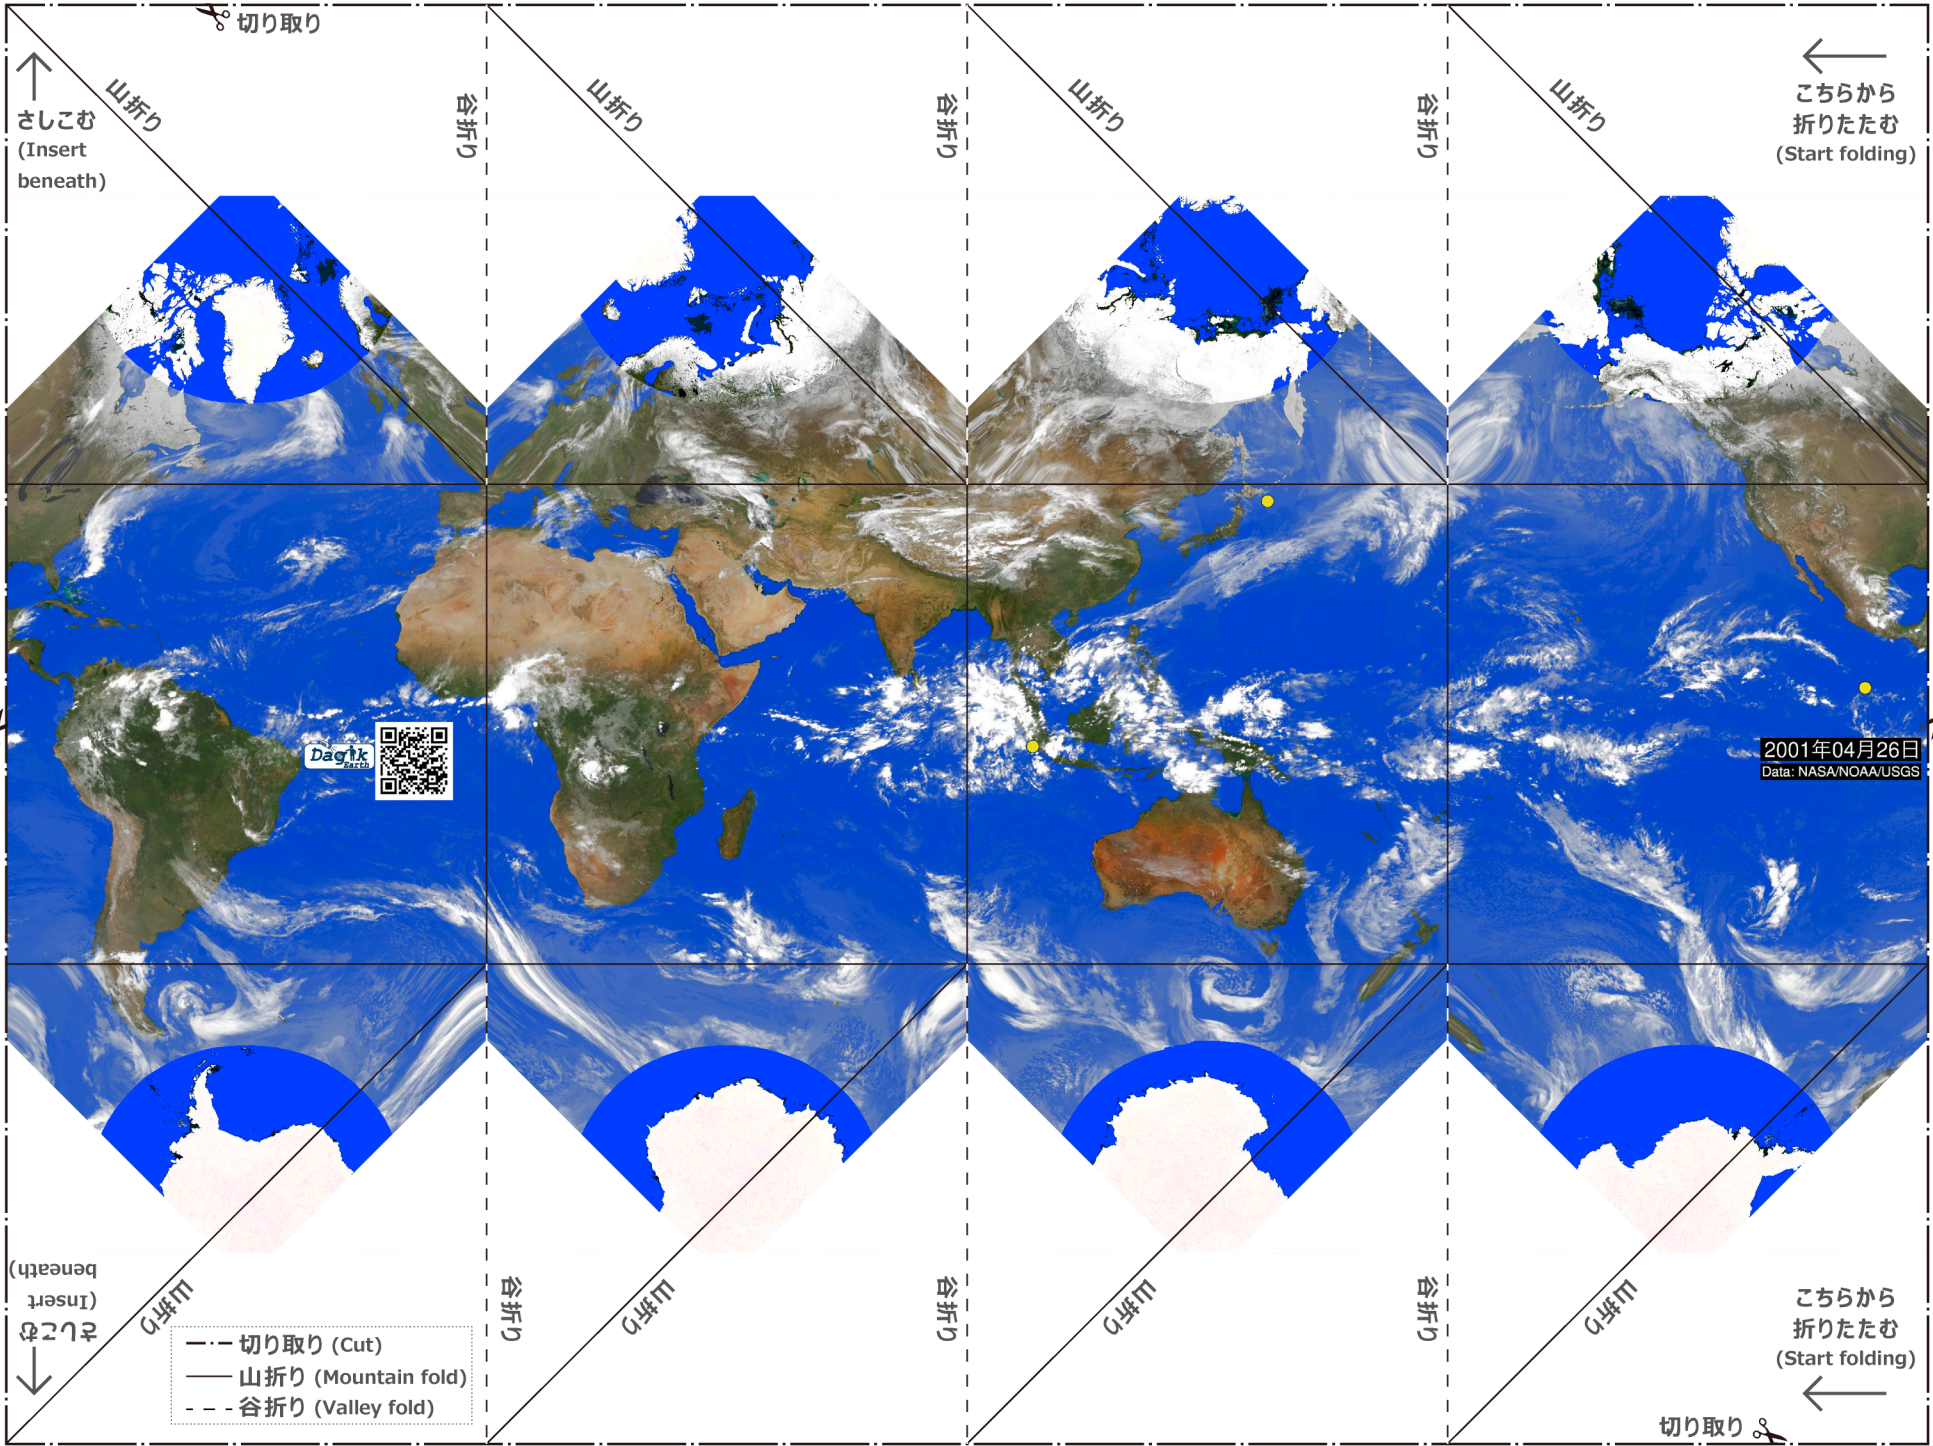 切り取り
山折り
谷折り
山折り
谷折り
山折り
谷折り
山折り
こちらから
折りたたむ
(Start folding)
さしこむ
(Insert
beneath)
Dagik
Earth
2001年04月26日
Data: NASA/NOAA/USGS
さしこむ
(Insert
beneath)
山折り
谷折り
山折り
谷折り
山折り
谷折り
山折り
こちらから
折りたたむ
(Start folding)
切り取り (Cut)
山折り (Mountain fold)
谷折り (Valley fold)
切り取り